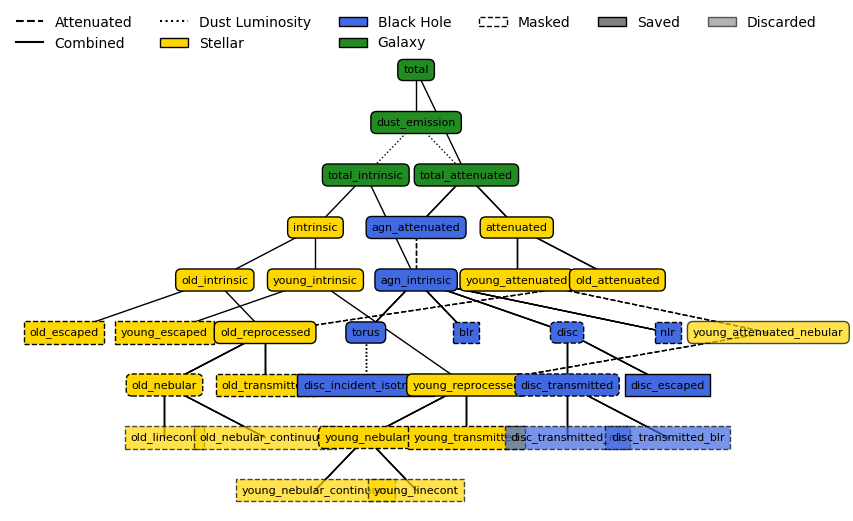 Attenuated
Dust Luminosity
Black Hole
Masked
Saved
Discarded
Combined
Stellar
Galaxy
total
dust_emission
total_intrinsic
total_attenuated
intrinsic
agn_attenuated
attenuated
old_intrinsic
young_intrinsic
agn_intrinsic
young_attenuated
old_attenuated
old_escaped
young_escaped
old_reprocessed
torus
blr
disc
nlr
young_attenuated_nebular
old_nebular
old_transmitte
disc_incident_isotr
young_reprocessed
disc_transmitted
disc_escaped
old_linecont
old_nebular_continuu
young_nebular
young_transmitte
disc_transmitted_
disc_transmitted_blr
young_nebular_continu
young_linecont